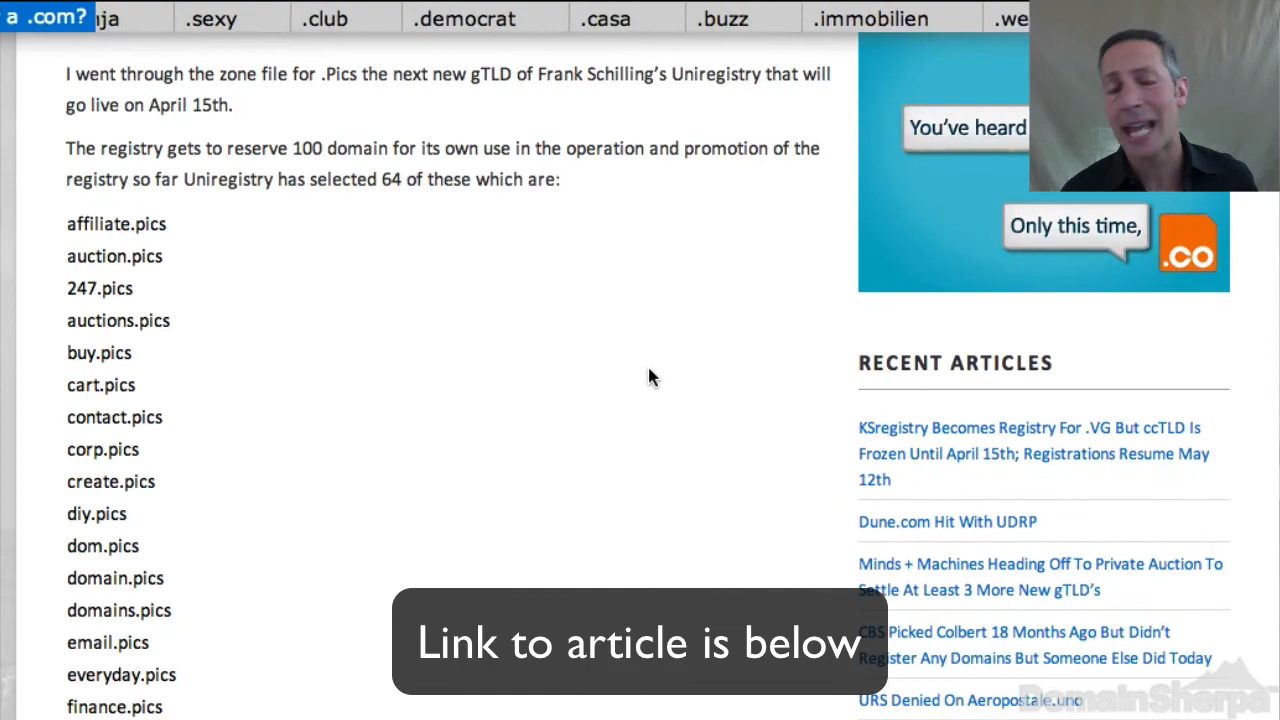 a .com?
.sexy
.club
.democrat
.casa
.buzz
.immobilien
I went through the zone file for .Pics the next new gTLD of Frank Schilling's Uniregistry that will
go live on April 15th.
The registry gets to reserve 100 domain for its own use in the operation and promotion of the
registry so far Uniregistry has selected 64 of these which are:
affiliate.pics
auction.pics
247.pics
auctions.pics
buy.pics
cart.pics
contact.pics
corp.pics
create.pics
diy.pics
dom.pics
domain.pics
domains.pics
email.pics
everyday.pics
finance.pics
You've heard
Only this time,
.co
RECENT ARTICLES
KSregistry Becomes Registry For .VG But ccTLD Is
Frozen Until April 15th; Registrations Resume May
12th
Dune.com Hit With UDRP
Minds + Machines Heading Off To Private Auction To
Settle At Least 3 More New gTLD's
CBS Picked Colbert 18 Months Ago But Didn't
Register Any Domains But Someone Else Did Today
URS Denied On Aeropostale.uno
Link to article is below
DomainSherpa